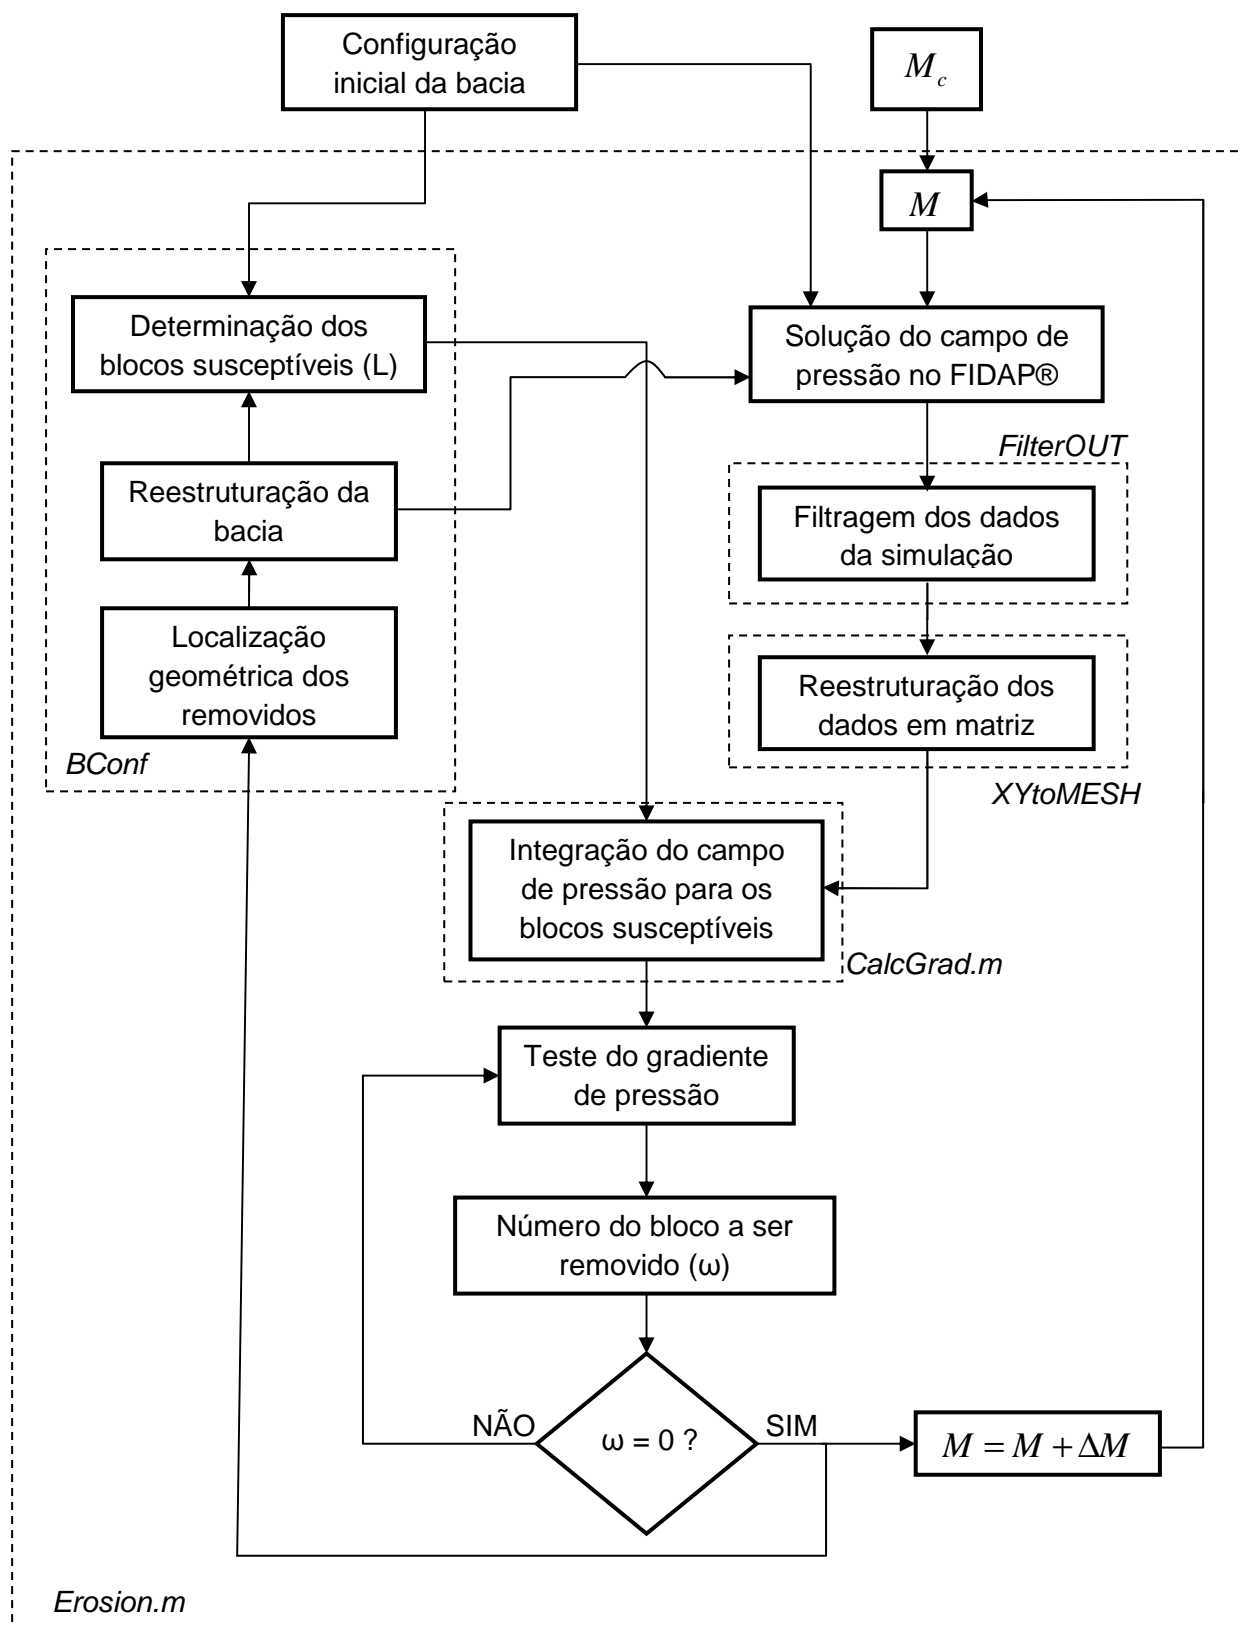 Configuração
inicial da bacia
M_c
M
Determinação dos
blocos susceptíveis (L)
Solução do campo de
pressão no FIDAP®
FilterOUT
Reestruturação da
bacia
Filtragem dos dados
da simulação
Localização
geométrica dos
removidos
Reestruturação dos
dados em matriz
BConf
XYtoMESH
Integração do campo
de pressão para os
blocos susceptíveis
CalcGrad.m
Teste do gradiente
de pressão
Número do bloco a ser
removido (ω)
NÃO
ω = 0 ?
SIM
M = M + ΔM
Erosion.m